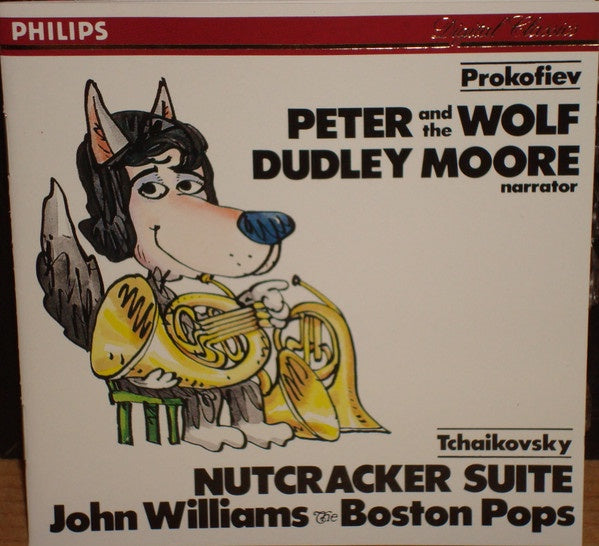 PHILIPS
Digital Classics
Prokofiev
PETER and the WOLF
DUDLEY MOORE
narrator
Tchaikovsky
NUTCRACKER SUITE
John Williams The Boston Pops